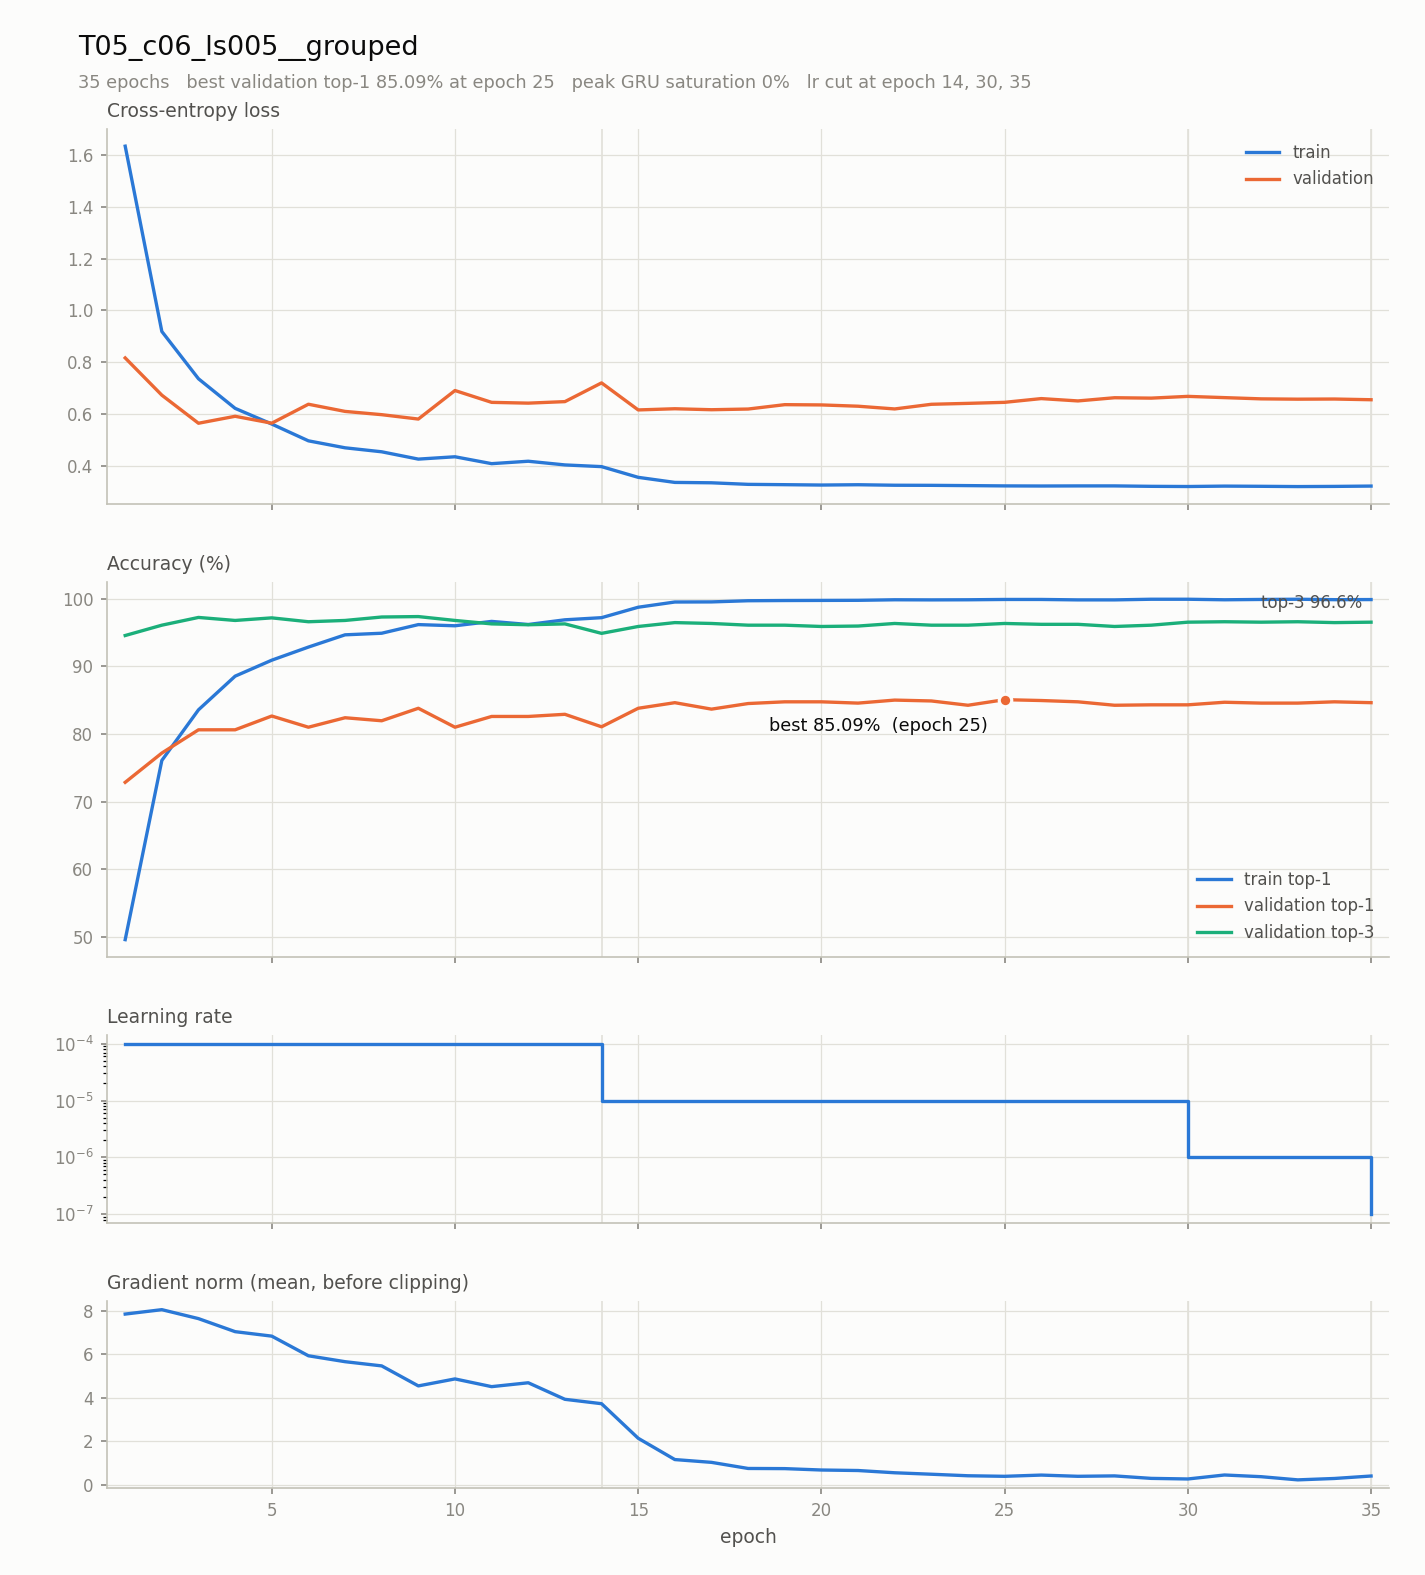 T05_c06_ls005__grouped
35 epochs   best validation top-1 85.09% at epoch 25   peak GRU saturation 0%   lr cut at epoch 14, 30, 35
Cross-entropy loss
1.6
1.4
1.2
1.0
0.8
0.6
0.4
train
validation
Accuracy (%)
100
90
80
70
60
50
top-3 96.6%
best 85.09%  (epoch 25)
train top-1
validation top-1
validation top-3
Learning rate
10⁻⁴
10⁻⁵
10⁻⁶
10⁻⁷
Gradient norm (mean, before clipping)
8
6
4
2
0
5 10 15 20 25 30 35
epoch